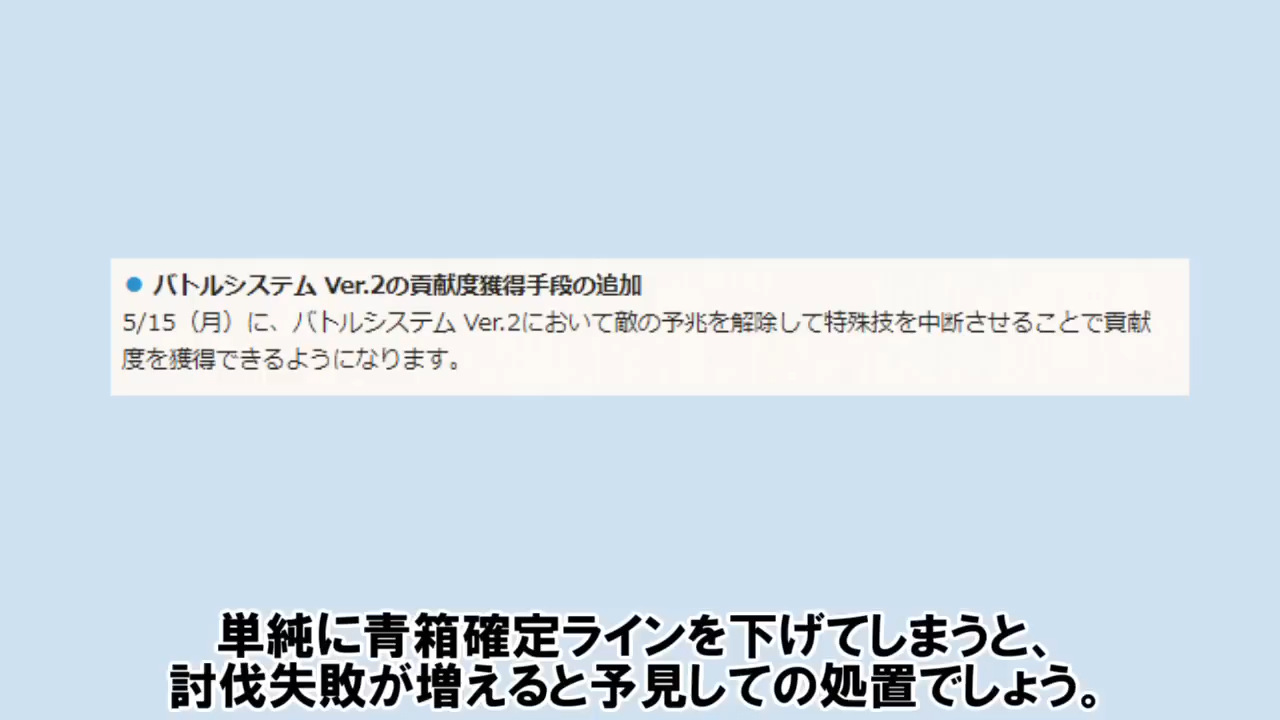 ● バトルシステム Ver.2の貢献度獲得手段の追加
5/15（月）に、バトルシステム Ver.2において敵の予兆を解除して特殊技を中断させることで貢献
度を獲得できるようになります。
単純に青箱確定ラインを下げてしまうと、
討伐失敗が増えると予見しての処置でしょう。